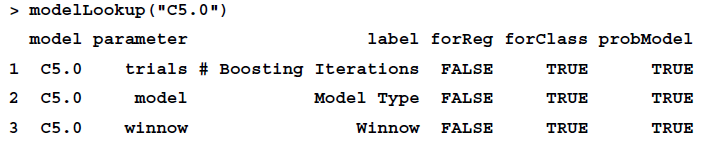 > modelLookup("C5.0")
model parameter label forReg forClass probModel
1 C5.0 trials # Boosting Iterations FALSE TRUE TRUE
2 C5.0 model Model Type FALSE TRUE TRUE
3 C5.0 winnow Winnow FALSE TRUE TRUE